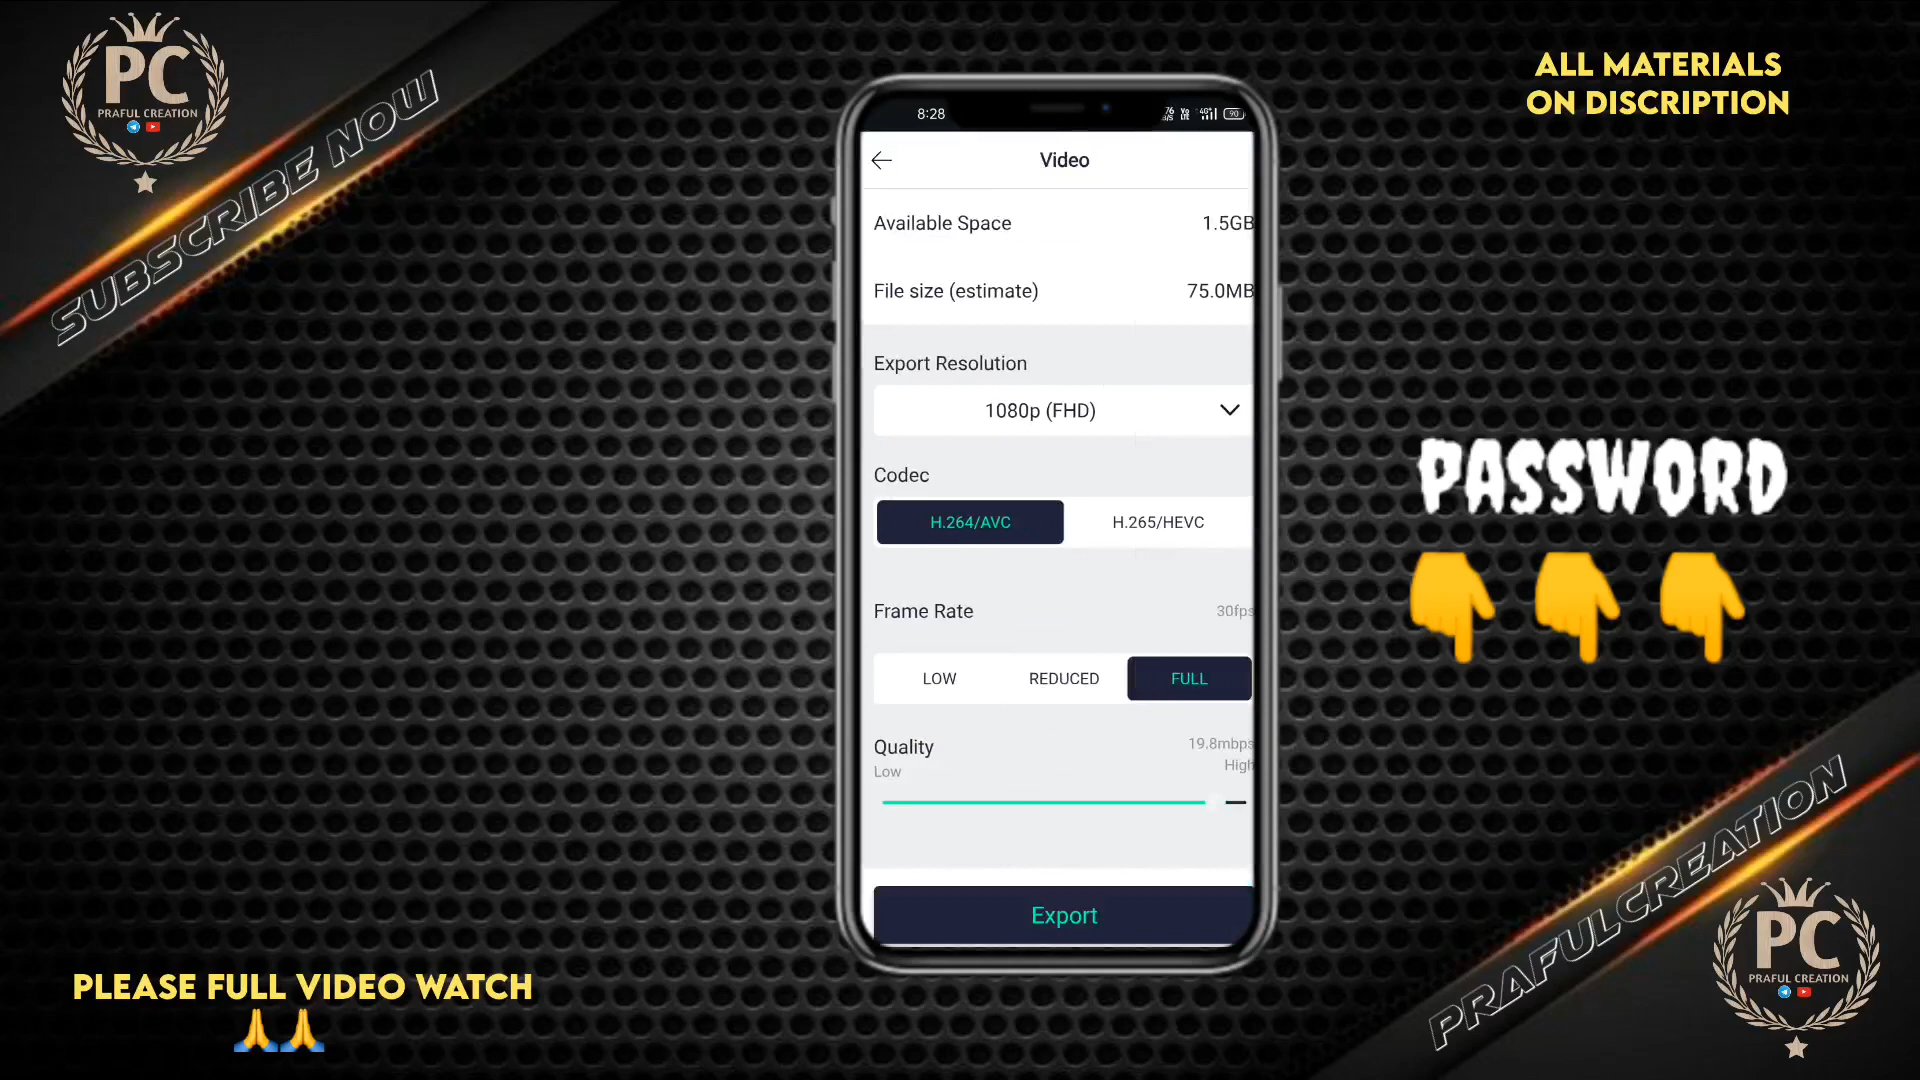 PC
PRAFUL CREATION
SUBSCRIBE NOW
ALL MATERIALS
ON DISCRIPTION
8:28
90
Video
Available Space 1.5GB
File size (estimate) 75.0MB
Export Resolution
1080p (FHD)
Codec
H.264/AVC H.265/HEVC
Frame Rate 30fps
LOW REDUCED FULL
Quality 19.8mbps
Low High
Export
PASSWORD
PLEASE FULL VIDEO WATCH
PRAFULCREATION
PC
PRAFUL CREATION